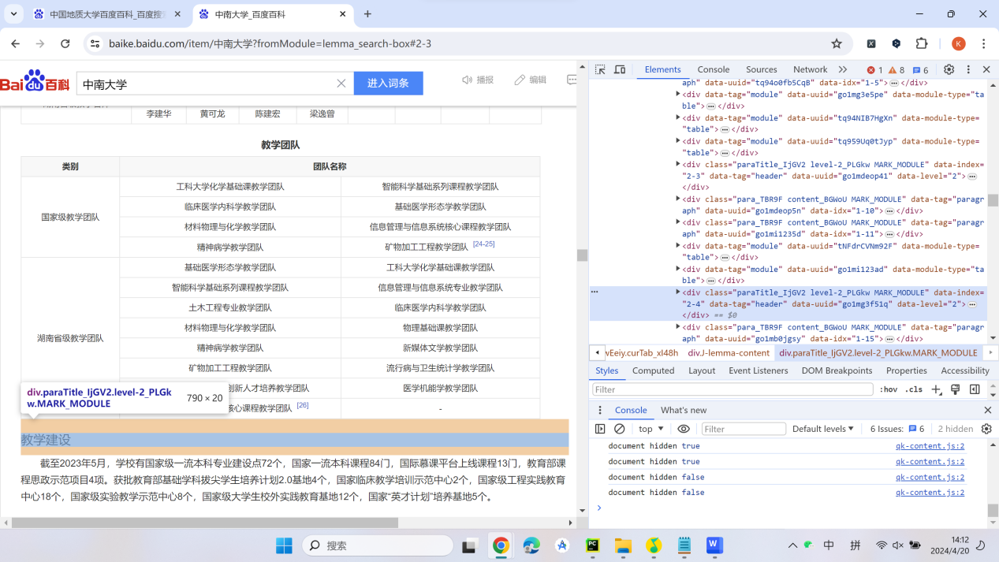 中国地质大学百度百科_百度搜
中南大学_百度百科
baike.baidu.com/item/中南大学?fromModule=lemma_search-box#2-3
K
Bai du 百科
中南大学
进入词条
播报
编辑
李建华 黄可龙 陈建宏 梁逸曾
教学团队
类别 团队名称
国家级教学团队
工科大学化学基础课教学团队 智能科学基础系列课程教学团队
临床医学内科学教学团队 基础医学形态学教学团队
材料物理与化学教学团队 信息管理与信息系统核心课程教学团队
精神病学教学团队 矿物加工工程教学团队 [24-25]
湖南省级教学团队
基础医学形态学教学团队 工科大学化学基础课教学团队
智能科学基础系列课程教学团队 信息管理与信息系统专业教学团队
土木工程专业教学团队 临床医学内科学教学团队
材料物理与化学教学团队 物理基础课教学团队
精神病学教学团队 新媒体文学教学团队
矿物加工工程教学团队 流行病与卫生统计学教学团队
创新人才培养教学团队 医学机能学教学团队
核心课程教学团队 [26] -
div.paraTitle_IjGV2.level-2_PLGk
w.MARK_MODULE
790 × 20
教学建设
截至2023年5月，学校有国家级一流本科专业建设点72个，国家一流本科课程84门，国际慕课平台上线课程13门，教育部课
程思政示范项目4项。获批教育部基础学科拔尖学生培养计划2.0基地4个，国家临床教学培训示范中心2个，国家级工程实践教育
中心18个，国家级实验教学示范中心8个，国家级大学生校外实践教育基地12个，国家“英才计划”培养基地5个。
Elements Console Sources Network 1 8 6
aph" data-uuid="tq94o0fb5CqB" data-idx="1-5">…</div>
<div data-tag="module" data-uuid="go1mg3e5pe" data-module-type="ta
ble">…</div>
<div data-tag="module" data-uuid="tq94NIB7HgXn" data-module-type=
"table">…</div>
<div data-tag="module" data-uuid="tq959Uq0tJyp" data-module-type=
"table">…</div>
<div class="paraTitle_IjGV2 level-2_PLGkw MARK_MODULE" data-index=
"2-3" data-tag="header" data-uuid="go1mdeop41" data-level="2">…
</div>
<div class="para_TBR9F content_BGWoU MARK_MODULE" data-tag="paragr
aph" data-uuid="go1mdeop5n" data-idx="1-10">…</div>
<div class="para_TBR9F content_BGWoU MARK_MODULE" data-tag="paragr
aph" data-uuid="go1mi1235d" data-idx="1-11">…</div>
<div data-tag="module" data-uuid="tNFdrCVNm92F" data-module-type=
"table">…</div>
<div data-tag="module" data-uuid="go1mi123ad" data-module-type="ta
ble">…</div>
<div class="paraTitle_IjGV2 level-2_PLGkw MARK_MODULE" data-index=
"2-4" data-tag="header" data-uuid="go1mg3f51q" data-level="2">…
</div> == $0
<div class="para_TBR9F content_BGWoU MARK_MODULE" data-tag="paragr
aph" data-uuid="go1mb0jgsy" data-idx="1-15">…</div>
wEeiy.curTab_xI48h div.J-lemma-content div.paraTitle_IjGV2.level-2_PLGkw.MARK_MODULE
Styles Computed Layout Event Listeners DOM Breakpoints Properties Accessibility
Filter :hov .cls
Console What's new
top Filter Default levels 6 Issues: 6 2 hidden
document hidden true qk-content.js:2
document hidden true qk-content.js:2
document hidden false qk-content.js:2
document hidden false qk-content.js:2
搜索
PC
W
中
拼
14:12
2024/4/20